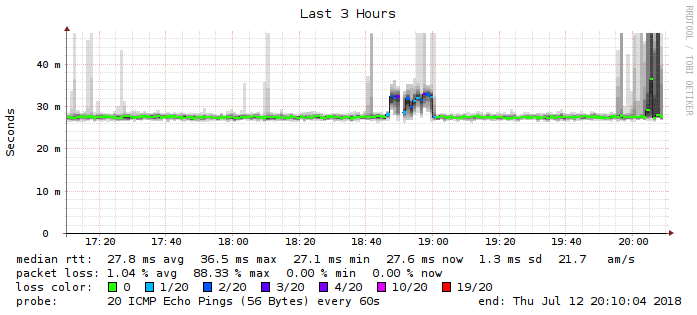 Last 3 Hours
RRDTOOL / TOBI OETIKER
Seconds
40 m
30 m
20 m
10 m
0
17:20 17:40 18:00 18:20 18:40 19:00 19:20 19:40 20:00
median rtt: 27.8 ms avg 36.5 ms max 27.1 ms min 27.6 ms now 1.3 ms sd 21.7 am/s
packet loss: 1.04 % avg 88.33 % max 0.00 % min 0.00 % now
loss color: 0 1/20 2/20 3/20 4/20 10/20 19/20
probe: 20 ICMP Echo Pings (56 Bytes) every 60s end: Thu Jul 12 20:10:04 2018